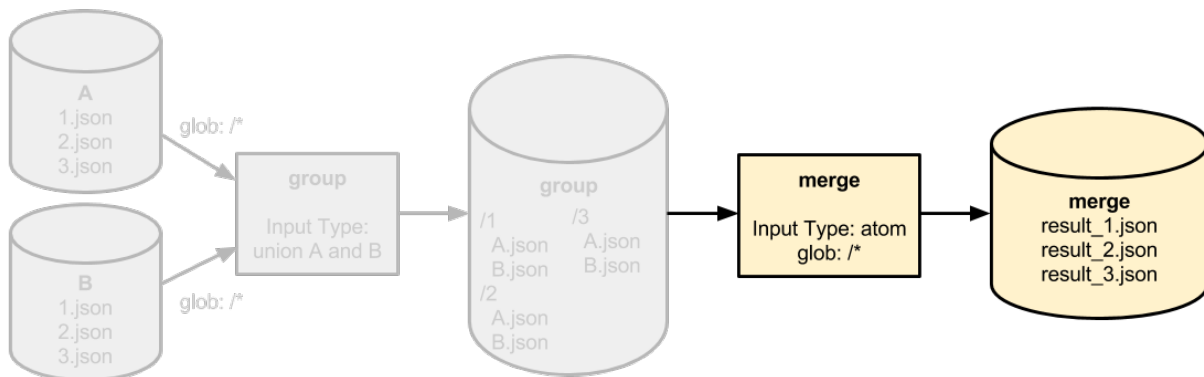 A
1.json
2.json
3.json
glob: /*
B
1.json
2.json
3.json
glob: /*
group
Input Type:
union A and B
group
/1
A.json
B.json
/2
A.json
B.json
/3
A.json
B.json
merge
Input Type: atom
glob: /*
merge
result_1.json
result_2.json
result_3.json